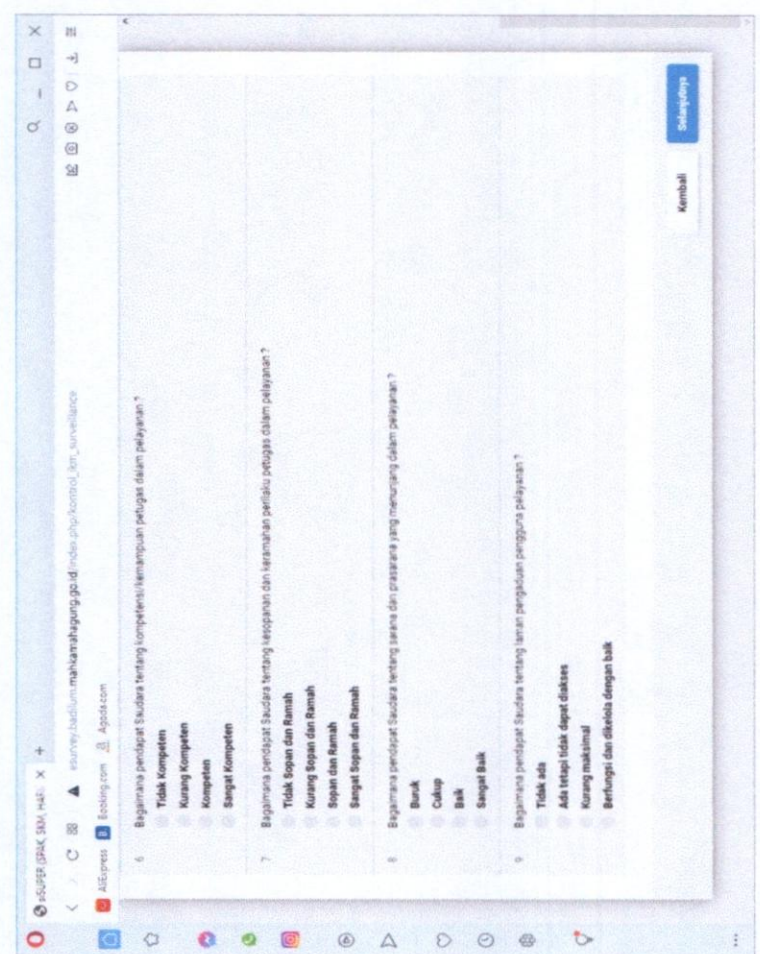 siSUPER (SPAK, SKM, HARI
esurvey.badilum.mahkamahagung.go.id/index.php/kontrol_ikm_surveillance
AliExpress
Booking.com
Agoda.com
6 Bagaimana pendapat Saudara tentang kompetensi/kemampuan petugas dalam pelayanan ?
Tidak Kompeten
Kurang Kompeten
Kompeten
Sangat Kompeten
7 Bagaimana pendapat Saudara tentang kesopanan dan keramahan perilaku petugas dalam pelayanan ?
Tidak Sopan dan Ramah
Kurang Sopan dan Ramah
Sopan dan Ramah
Sangat Sopan dan Ramah
8 Bagaimana pendapat Saudara tentang sarana dan prasarana yang menunjang dalam pelayanan ?
Buruk
Cukup
Baik
Sangat Baik
9 Bagaimana pendapat Saudara tentang laman pengaduan pengguna pelayanan ?
Tidak ada
Ada tetapi tidak dapat diakses
Kurang maksimal
Berfungsi dan dikelola dengan baik
Kembali
Selanjutnya